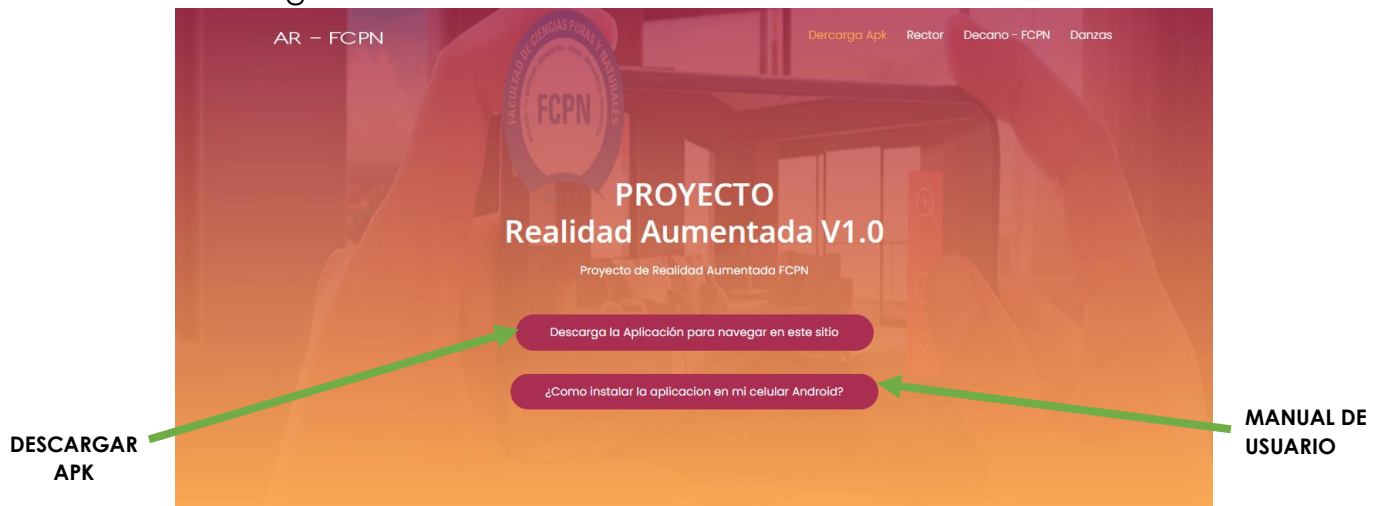 AR – FCPN
Dercarga Apk Rector Decano – FCPN Danzas
FACULTAD DE CIENCIAS PURAS Y NATURALES
FCPN
PROYECTO
Realidad Aumentada V1.0
Proyecto de Realidad Aumentada FCPN
Descarga la Aplicación para navegar en este sitio
¿Como instalar la aplicacion en mi celular Android?
DESCARGAR
APK
MANUAL DE
USUARIO